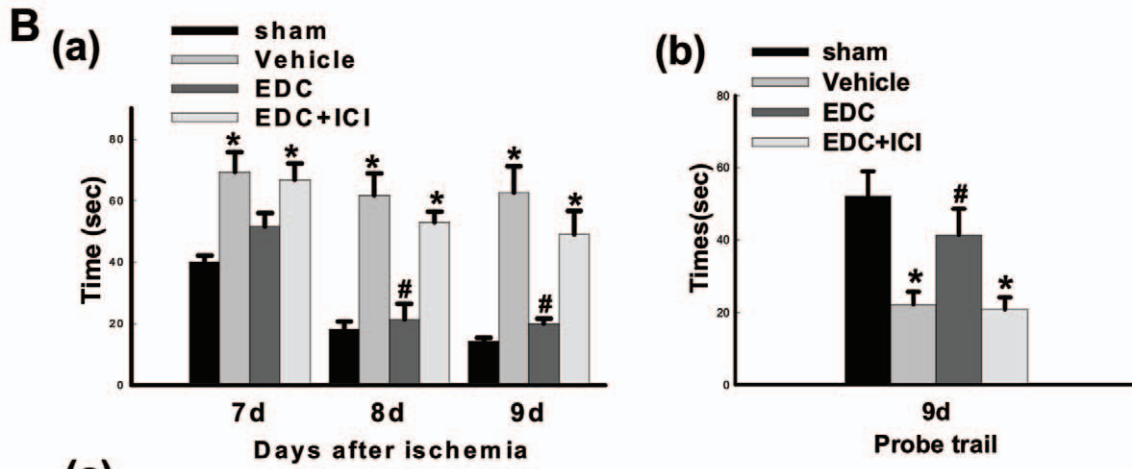 B
(a)
sham
Vehicle
EDC
EDC+ICI
80
60
40
20
0
Time (sec)
* * * * * *
# #
7d 8d 9d
Days after ischemia
(b)
sham
Vehicle
EDC
EDC+ICI
80
60
40
20
0
Times(sec)
* # *
9d
Probe trail